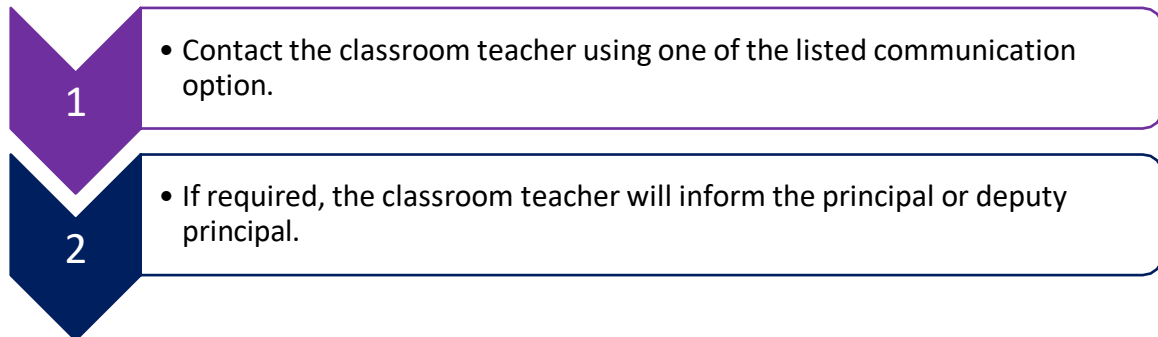 1
• Contact the classroom teacher using one of the listed communication
option.
2
• If required, the classroom teacher will inform the principal or deputy
principal.